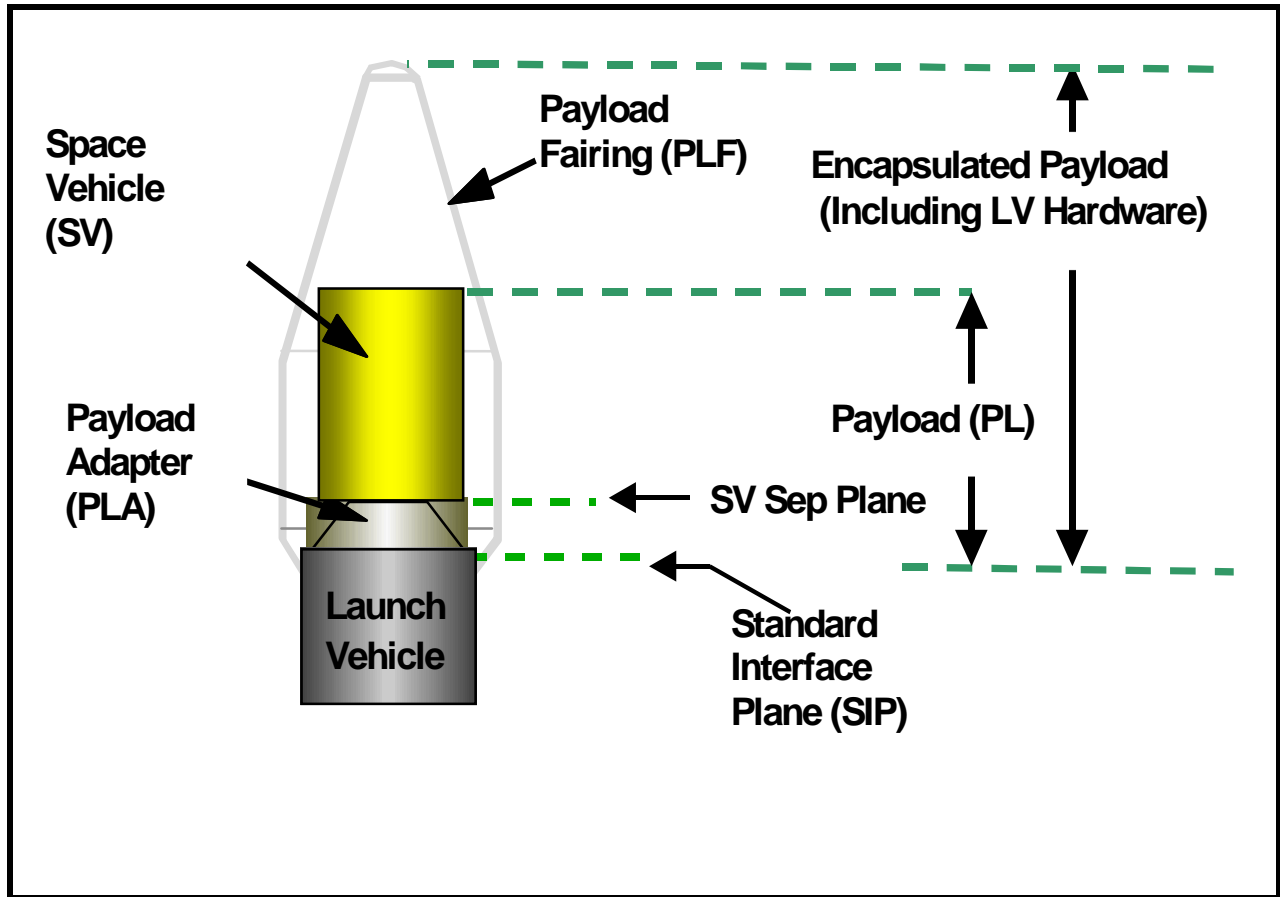 Space
Vehicle
(SV)
Payload
Fairing (PLF)
Encapsulated Payload
(Including LV Hardware)
Payload
Adapter
(PLA)
Payload (PL)
SV Sep Plane
Launch
Vehicle
Standard
Interface
Plane (SIP)